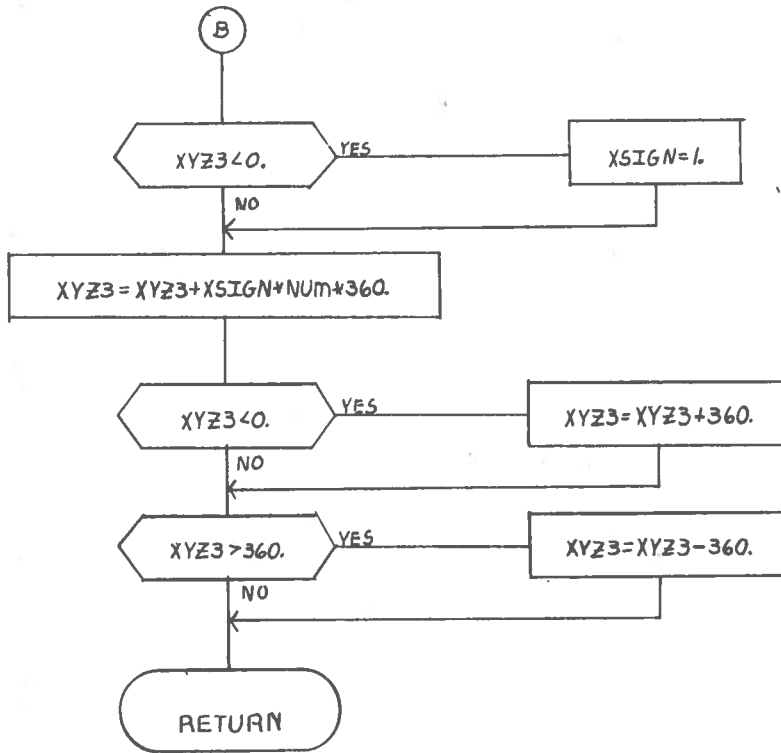 B
XYZ3<0.
YES
XSIGN=1.
NO
XYZ3=XYZ3+XSIGN*NUM*360.
XYZ3<0.
YES
XYZ3=XYZ3+360.
NO
XYZ3>360.
YES
XYZ3=XYZ3-360.
NO
RETURN